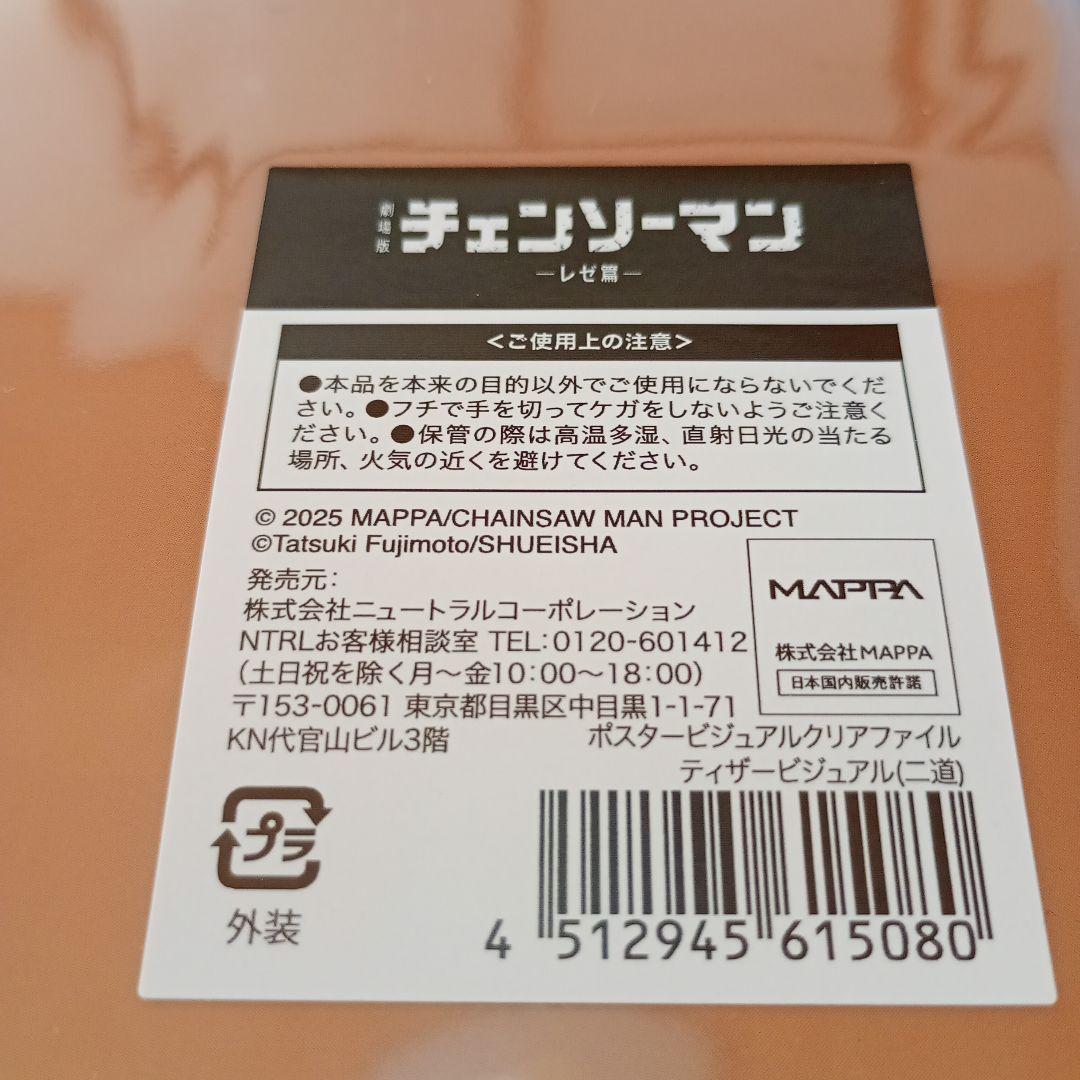 劇場版 チェンソーマン
―レゼ篇―
<ご使用上の注意>
●本品を本来の目的以外でご使用にならないでくだ
さい。●フチで手を切ってケガをしないようご注意く
ださい。●保管の際は高温多湿、直射日光の当たる
場所、火気の近くを避けてください。
© 2025 MAPPA/CHAINSAW MAN PROJECT
©Tatsuki Fujimoto/SHUEISHA
発売元:
株式会社ニュートラルコーポレーション
NTRLお客様相談室 TEL:0120-601412
(土日祝を除く月～金10:00～18:00)
〒153-0061 東京都目黒区中目黒1-1-71
KN代官山ビル3階
MAPPA
株式会社MAPPA
日本国内販売許諾
ポスタービジュアルクリアファイル
ティザービジュアル(二道)
プラ
外装
4 512945 615080